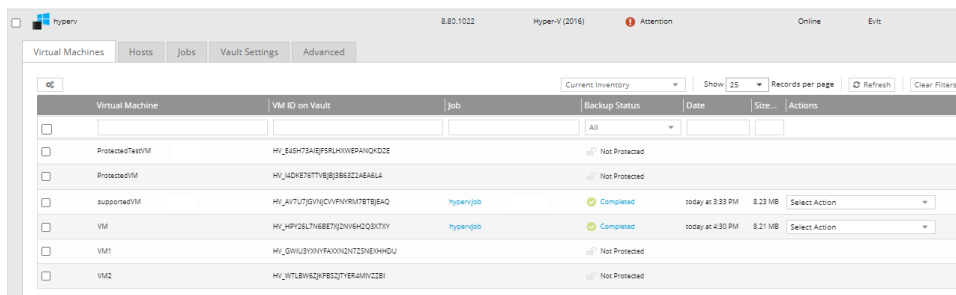 hyperv 8.80.1022 Hyper-V (2016) Attention Online Evlt
Virtual Machines Hosts Jobs Vault Settings Advanced
Current Inventory Show 25 Records per page Refresh Clear Filters
Virtual Machine VM ID on Vault Job Backup Status Date Size... Actions
All
ProtectedTestVM HV_E45H73AIEJF5RLHXWEPANQKDZE Not Protected
ProtectedVM HV_I4DKE76TTVBJBJ3B63Z2AEA6L4 Not Protected
supportedVM HV_AV7U7JGVNJCVVFNYRM7BTBJEAQ hypervJob Completed today at 3:33 PM 8.23 MB Select Action
VM HV_HPY26L7N6BE7XJ2NV6H2Q3X7XY hypervJob Completed today at 4:30 PM 8.21 MB Select Action
VM1 HV_GWIU3YXNYFAXXN2N7ZSNEXHHDU Not Protected
VM2 HV_WTLBW6ZJKFBSZJTYER4MIVZZBI Not Protected